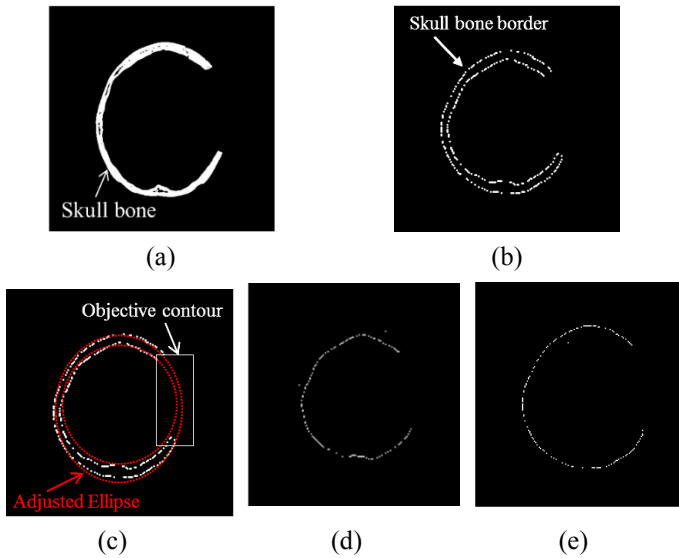 Skull bone
Skull bone border
(a)
(b)
Objective contour
Adjusted Ellipse
(c)
(d)
(e)